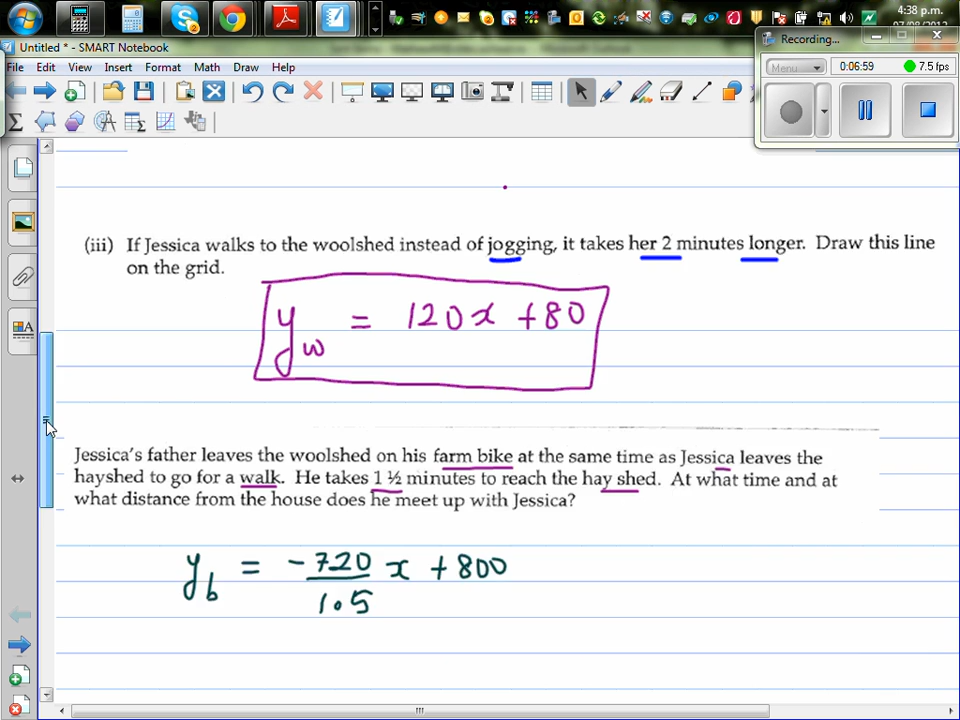 4:38 p.m.
07/08/2012
Untitled * - SMART Notebook
Recording...
File Edit View Insert Format Math Draw Help
Menu
0:06:59
7.5 fps
(iii) If Jessica walks to the woolshed instead of jogging, it takes her 2 minutes longer. Draw this line
on the grid.
y_w = 120x + 80
Jessica's father leaves the woolshed on his farm bike at the same time as Jessica leaves the
hayshed to go for a walk. He takes 1 ½ minutes to reach the hay shed. At what time and at
what distance from the house does he meet up with Jessica?
y_b = -720/1.5 x + 800